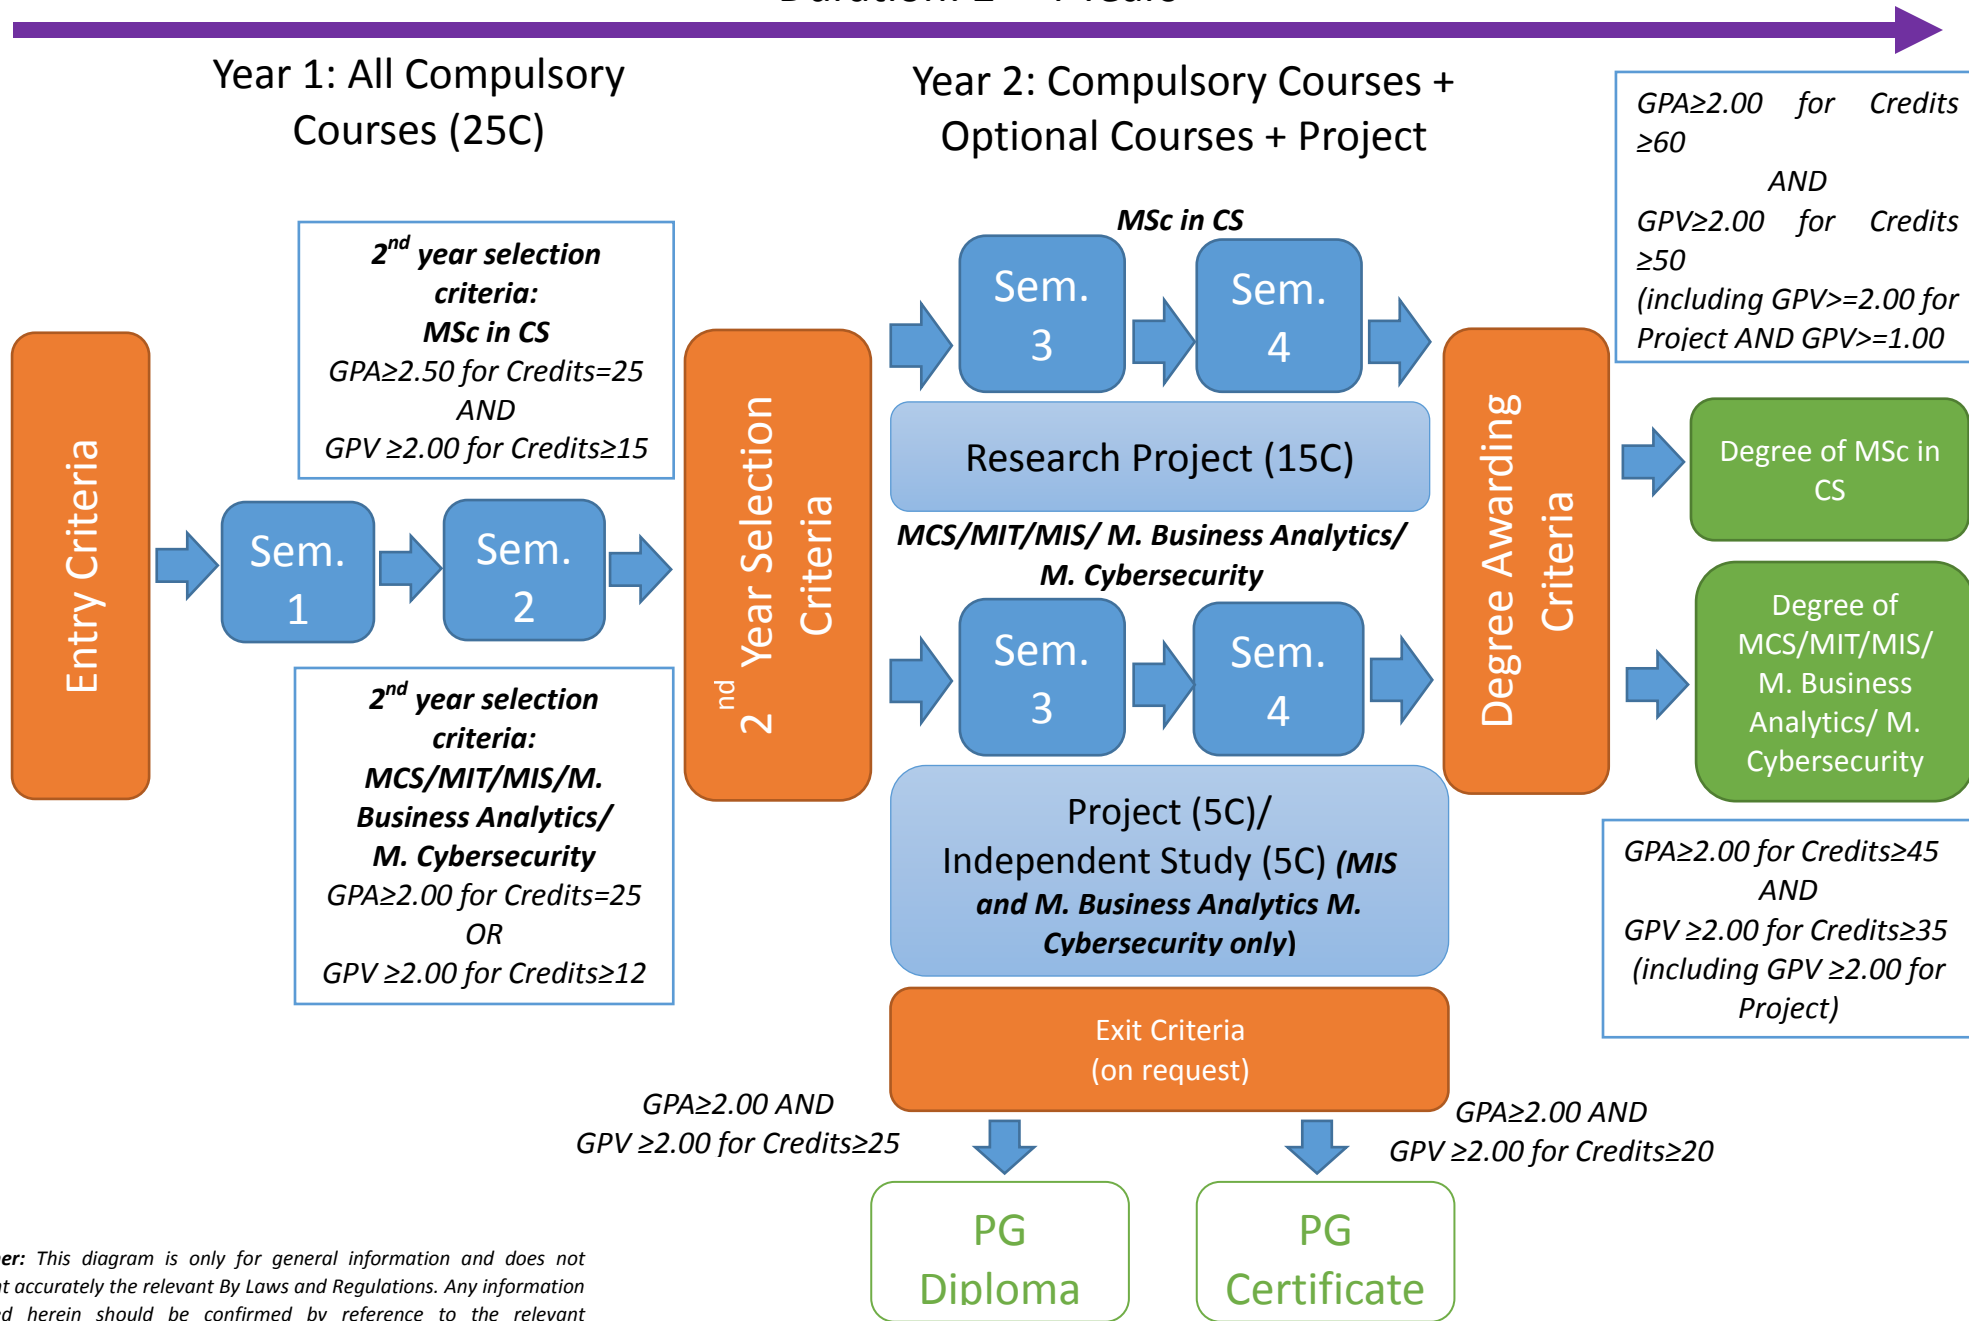 Year 1: All Compulsory
Courses (25C)
Year 2: Compulsory Courses +
Optional Courses + Project
GPA≥2.00 for Credits
≥60
AND
GPV≥2.00 for Credits
≥50
(including GPV>=2.00 for
Project AND GPV>=1.00
2nd year selection
criteria:
MSc in CS
GPA≥2.50 for Credits=25
AND
GPV ≥2.00 for Credits≥15
MSc in CS
Sem.
3
Sem.
4
Research Project (15C)
Entry Criteria
Sem.
1
Sem.
2
2nd Year Selection
Criteria
MCS/MIT/MIS/ M. Business Analytics/
M. Cybersecurity
Sem.
3
Sem.
4
Degree Awarding
Criteria
Degree of MSc in
CS
Degree of
MCS/MIT/MIS/
M. Business
Analytics/ M.
Cybersecurity
2nd year selection
criteria:
MCS/MIT/MIS/M.
Business Analytics/
M. Cybersecurity
GPA≥2.00 for Credits=25
OR
GPV ≥2.00 for Credits≥12
Project (5C)/
Independent Study (5C) (MIS
and M. Business Analytics M.
Cybersecurity only)
GPA≥2.00 for Credits≥45
AND
GPV ≥2.00 for Credits≥35
(including GPV ≥2.00 for
Project)
Exit Criteria
(on request)
GPA≥2.00 AND
GPV ≥2.00 for Credits≥25
GPA≥2.00 AND
GPV ≥2.00 for Credits≥20
PG
Diploma
PG
Certificate
This diagram is only for general information and does not
accurately the relevant By Laws and Regulations. Any information
herein should be confirmed by reference to the relevant